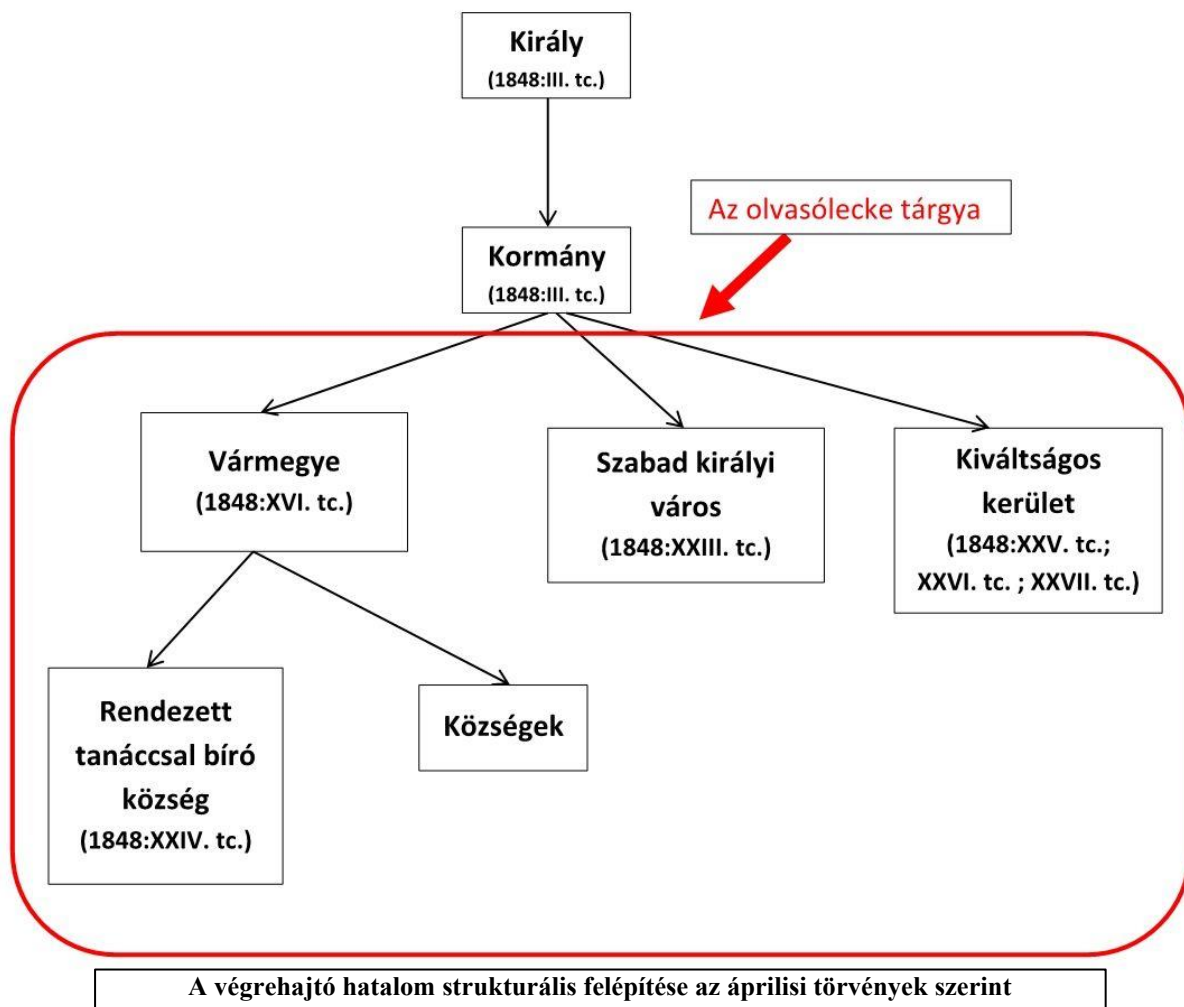 Király
(1848:III. tc.)
Az olvasólecke tárgya
Kormány
(1848:III. tc.)
Vármegye
(1848:XVI. tc.)
Szabad királyi
város
(1848:XXIII. tc.)
Kiváltságos
kerület
(1848:XXV. tc.;
XXVI. tc. ; XXVII. tc.)
Rendezett
tanáccsal bíró
község
(1848:XXIV. tc.)
Községek
A végrehajtó hatalom strukturális felépítése az áprilisi törvények szerint